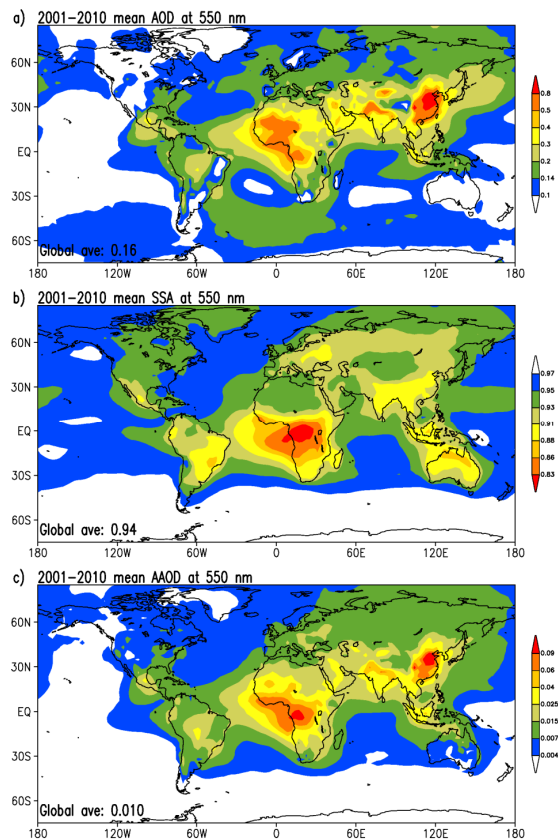 a) 2001-2010 mean AOD at 550 nm
60N
30N
EQ
30S
60S
Global ave: 0.16
180 120W 60W 0 60E 120E 180
0.8
0.5
0.4
0.3
0.2
0.14
0.1
b) 2001-2010 mean SSA at 550 nm
60N
30N
EQ
30S
60S
Global ave: 0.94
180 120W 60W 0 60E 120E 180
0.97
0.95
0.93
0.91
0.88
0.86
0.83
c) 2001-2010 mean AAOD at 550 nm
60N
30N
EQ
30S
60S
Global ave: 0.010
180 120W 60W 0 60E 120E 180
0.09
0.06
0.04
0.025
0.015
0.007
0.004